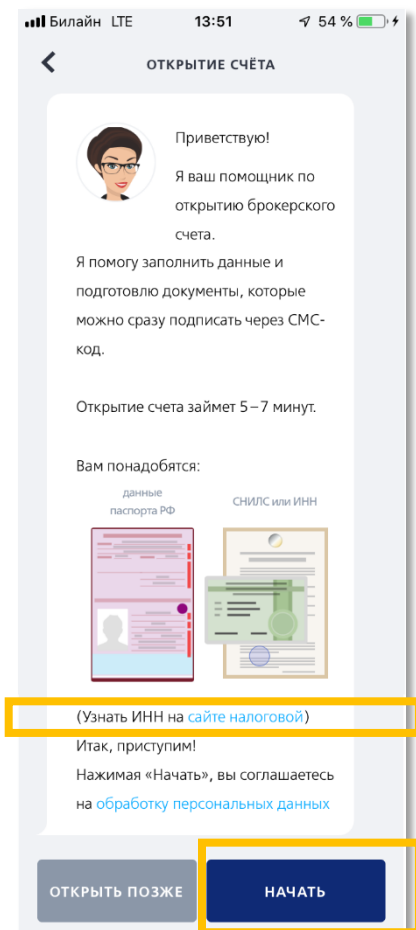 Билайн LTE 13:51 54 %
ОТКРЫТИЕ СЧЁТА
Приветствую!
Я ваш помощник по
открытию брокерского
счета.
Я помогу заполнить данные и
подготовлю документы, которые
можно сразу подписать через СМС-
код.
Открытие счета займет 5–7 минут.
Вам понадобятся:
данные
паспорта РФ
СНИЛС или ИНН
(Узнать ИНН на сайте налоговой)
Итак, приступим!
Нажимая «Начать», вы соглашаетесь
на обработку персональных данных
ОТКРЫТЬ ПОЗЖЕ
НАЧАТЬ